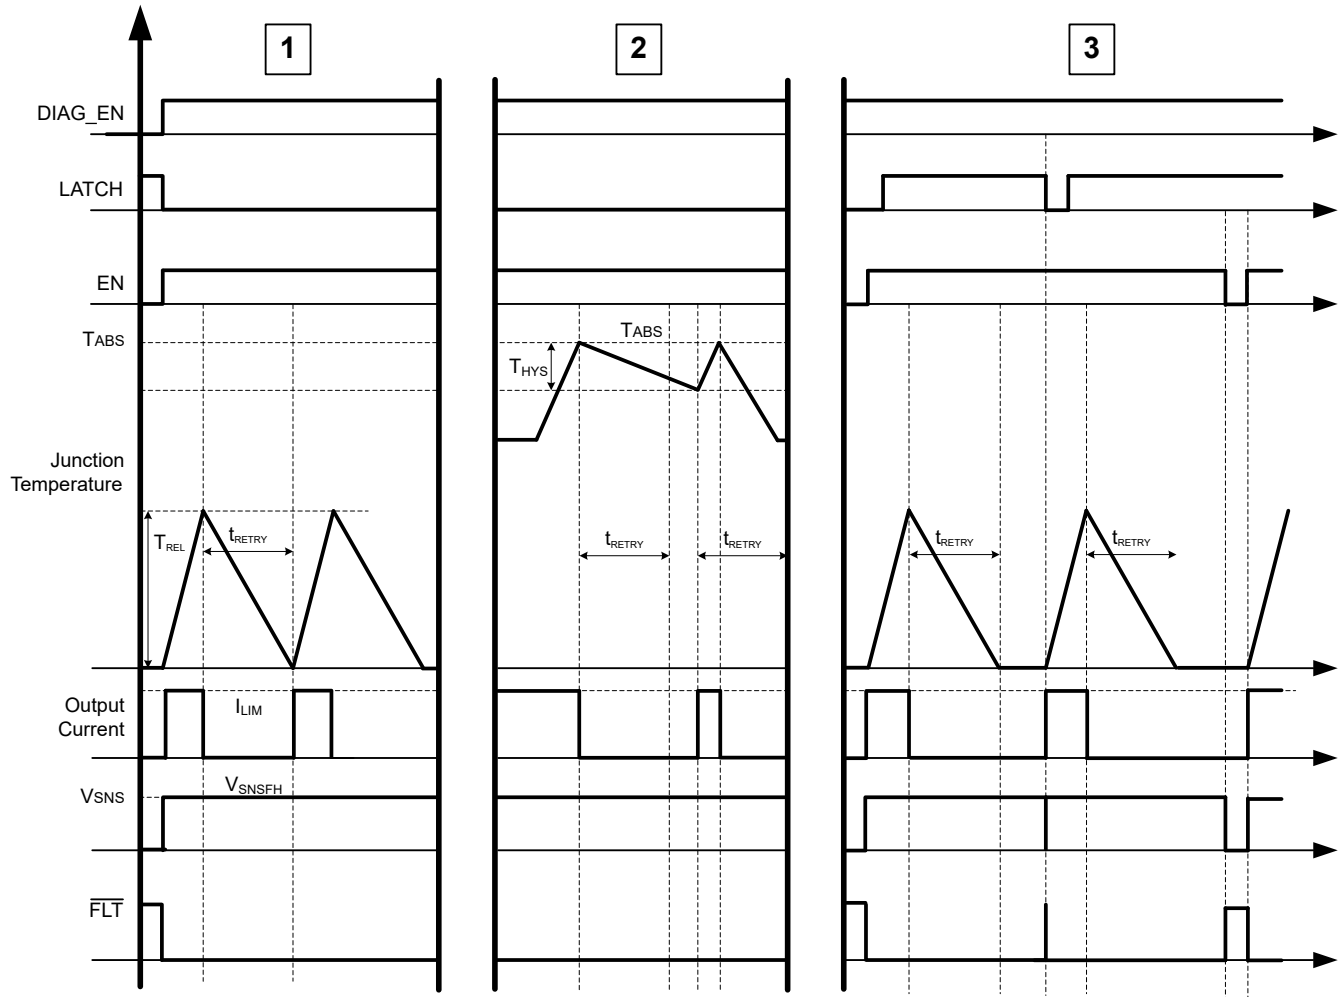 1
2
3
DIAG_EN
LATCH
EN
TABS
TABS
THYS
Junction
Temperature
TREL
tRETRY
tRETRY
tRETRY
tRETRY
tRETRY
Output
Current
ILIM
VSNS
VSNSFH
FLT